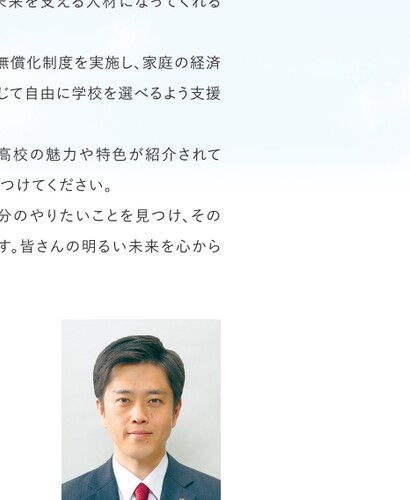 来を支える人材になってくれる
無償化制度を実施し、家庭の経済
じて自由に学校を選べるよう支援
高校の魅力や特色が紹介されて
つけてください。
分のやりたいことを見つけ、その
す。皆さんの明るい未来を心から